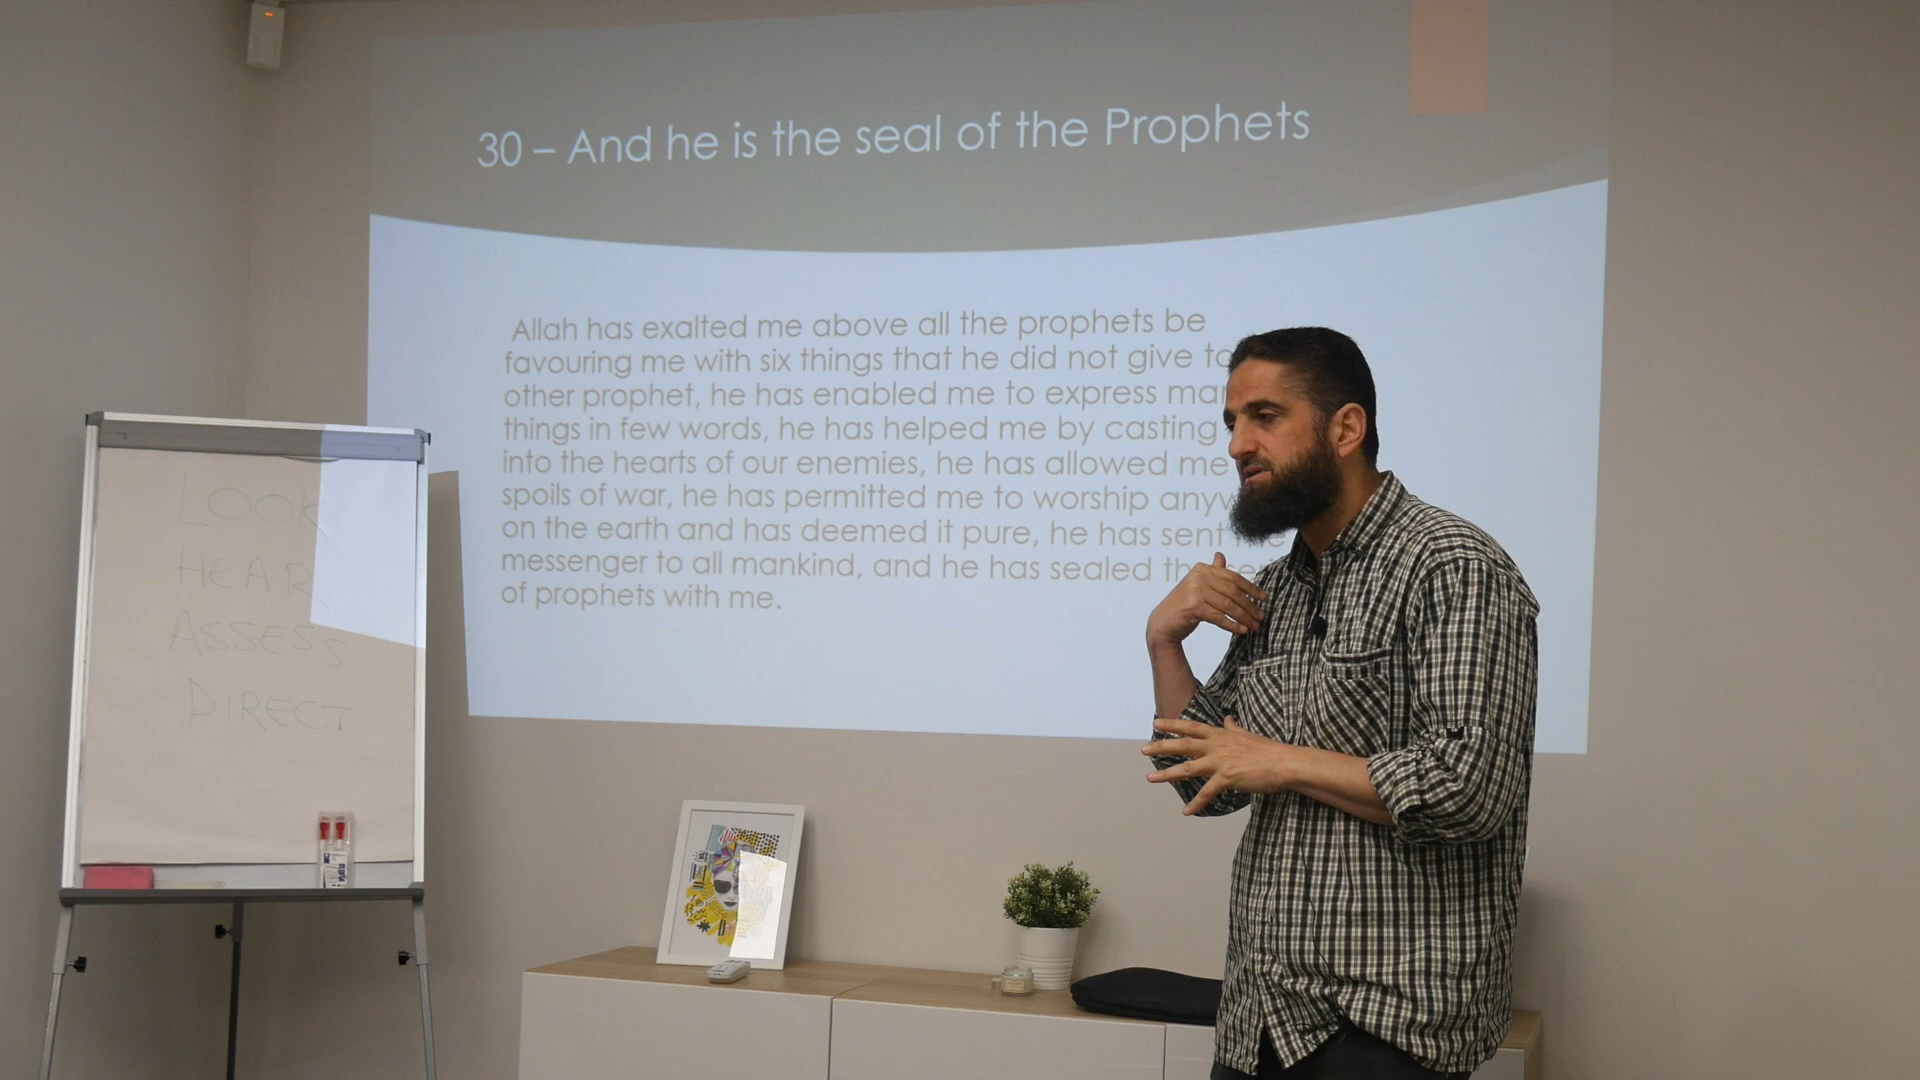 30 – And he is the seal of the Prophets
Allah has exalted me above all the prophets be
favouring me with six things that he did not give to
other prophet, he has enabled me to express
things in few words, he has helped me by casting
into the hearts of our enemies, he has allowed me
spoils of war, he has permitted me to worship
on the earth and has deemed it pure, he has sent
messenger to all mankind, and he has sealed
of prophets with me.
LOOK
HEAR
ASSESS
DIRECT